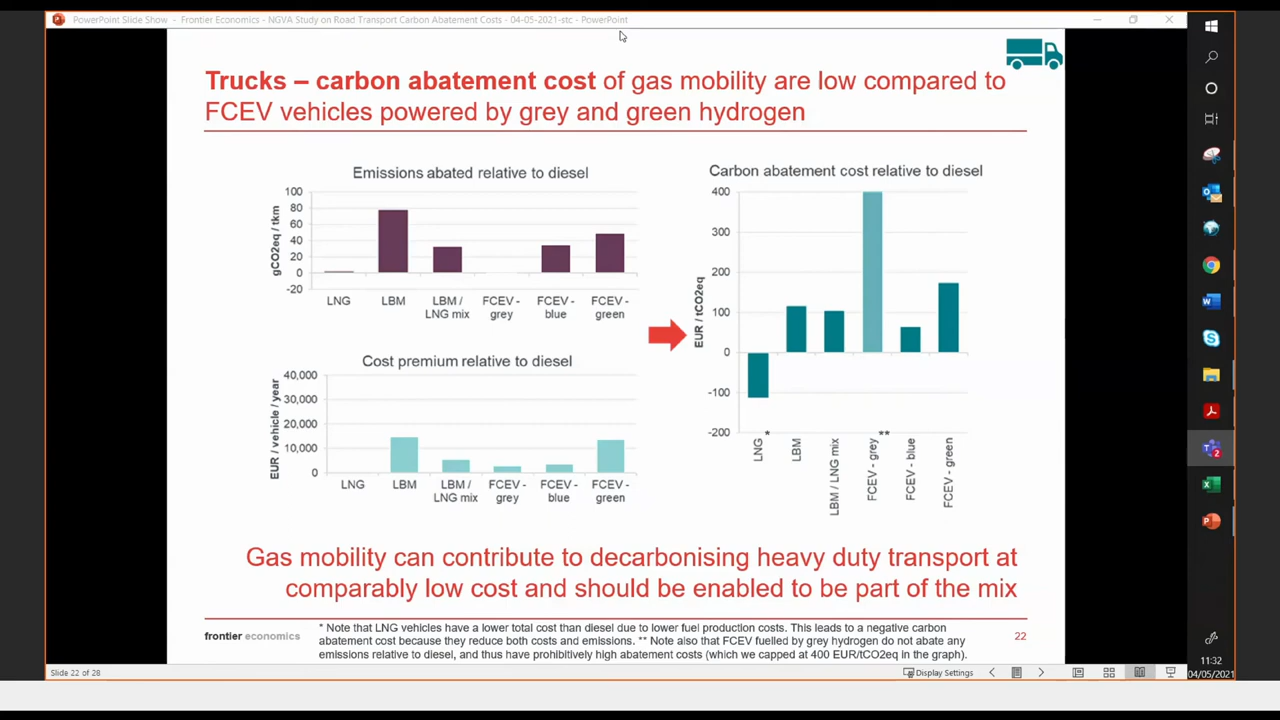 PowerPoint Slide Show - Frontier Economics - NGVA Study on Road Transport Carbon Abatement Costs - 04-05-2021-stc - PowerPoint
Trucks – carbon abatement cost of gas mobility are low compared to
FCEV vehicles powered by grey and green hydrogen
Emissions abated relative to diesel
gCO2eq / tkm
100
80
60
40
20
0
-20
LNG
LBM
LBM /
LNG mix
FCEV -
grey
FCEV -
blue
FCEV -
green
Cost premium relative to diesel
EUR / vehicle / year
40,000
30,000
20,000
10,000
0
LNG
LBM
LBM /
LNG mix
FCEV -
grey
FCEV -
blue
FCEV -
green
Carbon abatement cost relative to diesel
EUR / tCO2eq
400
300
200
100
0
-100
-200
LNG *
LBM
LBM / LNG mix
FCEV - grey **
FCEV - blue
FCEV - green
Gas mobility can contribute to decarbonising heavy duty transport at
comparably low cost and should be enabled to be part of the mix
frontier economics
* Note that LNG vehicles have a lower total cost than diesel due to lower fuel production costs. This leads to a negative carbon
abatement cost because they reduce both costs and emissions. ** Note also that FCEV fuelled by grey hydrogen do not abate any
emissions relative to diesel, and thus have prohibitively high abatement costs (which we capped at 400 EUR/tCO2eq in the graph).
22
Slide 22 of 28
Display Settings
11:32
04/05/2021